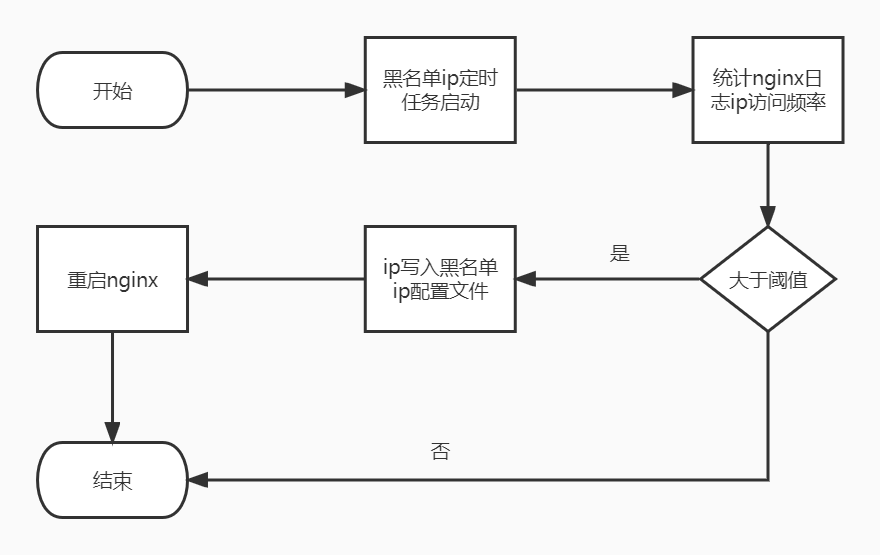 开始
黑名单ip定时
任务启动
统计nginx日
志ip访问频率
大于阈值
是
ip写入黑名单
ip配置文件
重启nginx
否
结束